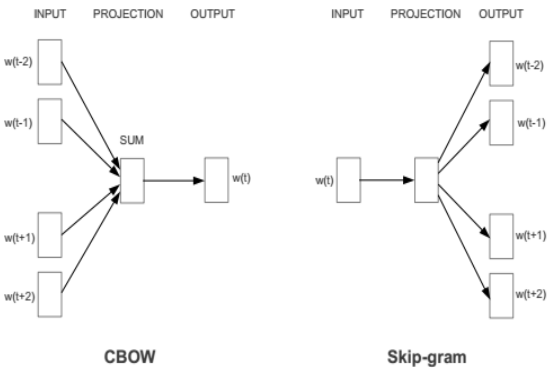 INPUT PROJECTION OUTPUT
w(t-2)
w(t-1)
SUM
w(t)
w(t+1)
w(t+2)
CBOW
INPUT PROJECTION OUTPUT
w(t-2)
w(t-1)
w(t)
w(t+1)
w(t+2)
Skip-gram